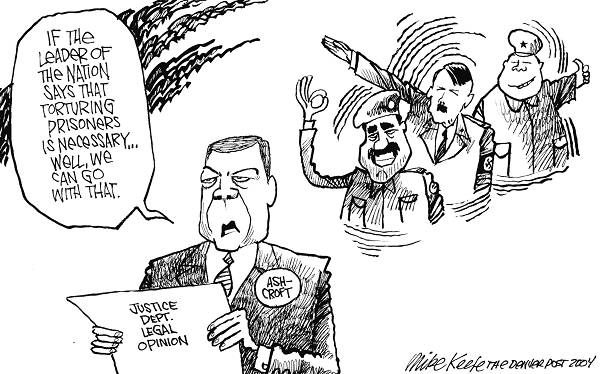 IF THE
LEADER OF
THE NATION
SAYS THAT
TORTURING
PRISONERS
IS NECESSARY...
WELL, WE
CAN GO
WITH THAT.
ASH-
CROFT
JUSTICE
DEPT.
LEGAL
OPINION
MIKE KEEFE THE DENVER POST 2004